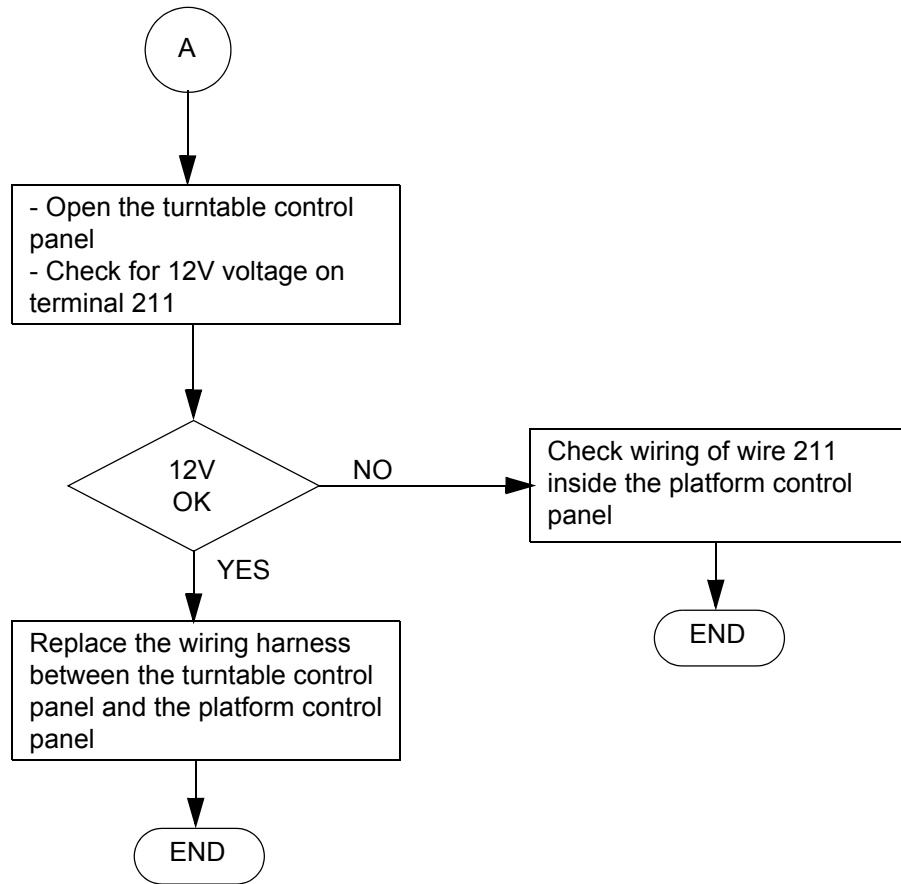 A
- Open the turntable control
panel
- Check for 12V voltage on
terminal 211
12V
OK
NO
Check wiring of wire 211
inside the platform control
panel
YES
END
Replace the wiring harness
between the turntable control
panel and the platform control
panel
END